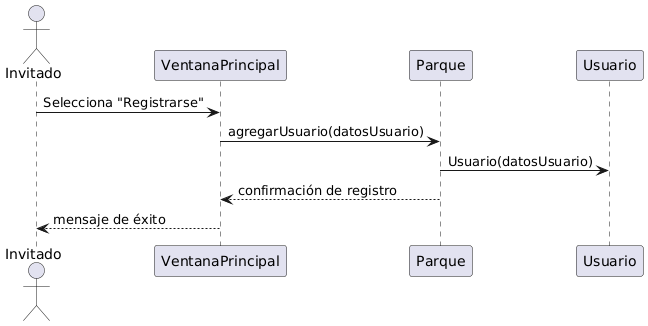 Invitado
VentanaPrincipal
Parque
Usuario
Selecciona "Registrarse"
agregarUsuario(datosUsuario)
Usuario(datosUsuario)
confirmación de registro
mensaje de éxito
Invitado
VentanaPrincipal
Parque
Usuario